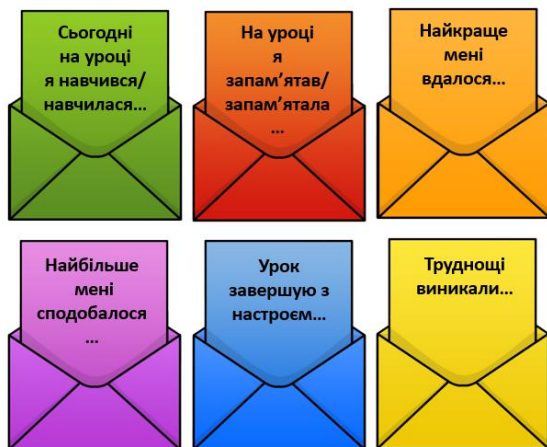 Сьогодні
на уроці
я навчився/
навчилася...
На уроці
я
запам’ятав/
запам’ятала
...
Найкраще
мені
вдалося...
Найбільше
мені
сподобалося
...
Урок
завершую з
настроєм...
Труднощі
виникали...